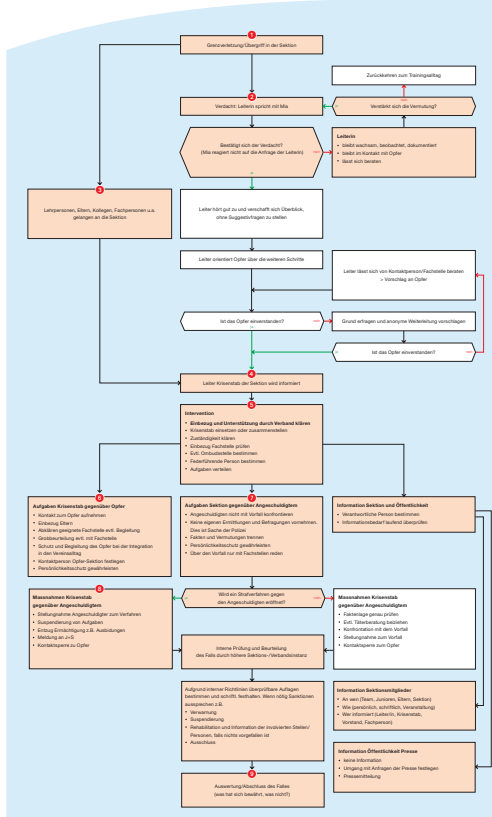 1
Grenzverletzung/Übergriff in der Sektion
Zurückkehren zum Trainingsalltag
2
Verdacht: Leiterin spricht mit Mia
Verstärkt sich die Vermutung?
Bestätigt sich der Verdacht?
(Mia reagiert nicht auf die Anfrage der Leiterin)
Leiterin
• bleibt wachsam, beobachtet, dokumentiert
• bleibt im Kontakt mit Opfer
• lässt sich beraten
3
Lehrpersonen, Eltern, Kollegen, Fachpersonen u.a.
gelangen an die Sektion
Leiter hört gut zu und verschafft sich Überblick,
ohne Suggestivfragen zu stellen
Leiter orientiert Opfer über die weiteren Schritte
Leiter lässt sich von Kontaktperson/Fachstelle beraten
> Vorschlag an Opfer
Ist das Opfer einverstanden?
Grund erfragen und anonyme Weiterleitung vorschlagen
Ist das Opfer einverstanden?
4
Leiter Krisenstab der Sektion wird informiert
5
Intervention
• Einbezug und Unterstützung durch Verband klären
• Krisenstab einsetzen oder zusammenstellen
• Zuständigkeit klären
• Einbezug Fachstelle prüfen
• Evtl. Ombudsstelle bestimmen
• Federführende Person bestimmen
• Aufgaben verteilen
6
Aufgaben Krisenstab gegenüber Opfer
• Kontakt zum Opfer aufnehmen
• Einbezug Eltern
• Abklären geeignete Fachstelle evtl. Begleitung
• Grobbeurteilung evtl. mit Fachstelle
• Schutz und Begleitung des Opfer bei der Integration
in den Vereinsalltag
• Kontaktperson Opfer-Sektion festlegen
• Persönlichkeitsschutz gewährleisten
7
Aufgaben Sektion gegenüber Angeschuldigtem
• Angeschuldigten nicht mit Vorfall konfrontieren
• Keine eigenen Ermittlungen und Befragungen vornehmen.
Dies ist Sache der Polizei
• Fakten und Vermutungen trennen
• Persönlichkeitsschutz gewährleisten
• Über den Vorfall nur mit Fachstellen reden
Information Sektion und Öffentlichkeit
• Verantwortliche Person bestimmen
• Informationsbedarf laufend überprüfen
8
Massnahmen Krisenstab
gegenüber Angeschuldigtem
• Stellungnahme Angeschuldigter zum Verfahren
• Suspendierung von Aufgaben
• Entzug Ermächtigung z.B. Ausbildungen
• Meldung an J+S
• Kontaktsperre zu Opfer
Wird ein Strafverfahren gegen
den Angeschuldigten eröffnet?
Massnahmen Krisenstab
gegenüber Angeschuldigtem
• Faktenlage genau prüfen
• Evtl. Täterberatung beiziehen
• Konfrontation mit dem Vorfall
• Stellungnahme zum Vorfall
• Kontaktsperre zum Opfer
Interne Prüfung und Beurteilung
des Falls durch höhere Sektions-/Verbandsinstanz
Aufgrund interner Richtlinien überprüfbare Auflagen
bestimmen und schriftl. festhalten. Wenn nötig Sanktionen
aussprechen z.B.
• Verwarnung
• Suspendierung
• Rehabilitation und Information der involvierten Stellen/
Personen, falls nichts vorgefallen ist
• Ausschluss
Information Sektionsmitglieder
• An wen (Team, Junioren, Eltern, Sektion)
• Wie (persönlich, schriftlich, Veranstaltung)
• Wer informiert (Leiter/in, Krisenstab,
Vorstand, Fachperson)
Information Öffentlichkeit Presse
• keine Information
• Umgang mit Anfragen der Presse festlegen
• Pressemitteilung
9
Auswertung/Abschluss des Falles
(was hat sich bewährt, was nicht?)